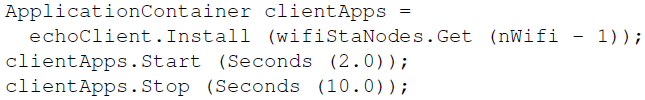 ApplicationContainer clientApps =
  echoClient.Install (wifiStaNodes.Get (nWifi - 1));
clientApps.Start (Seconds (2.0));
clientApps.Stop (Seconds (10.0));